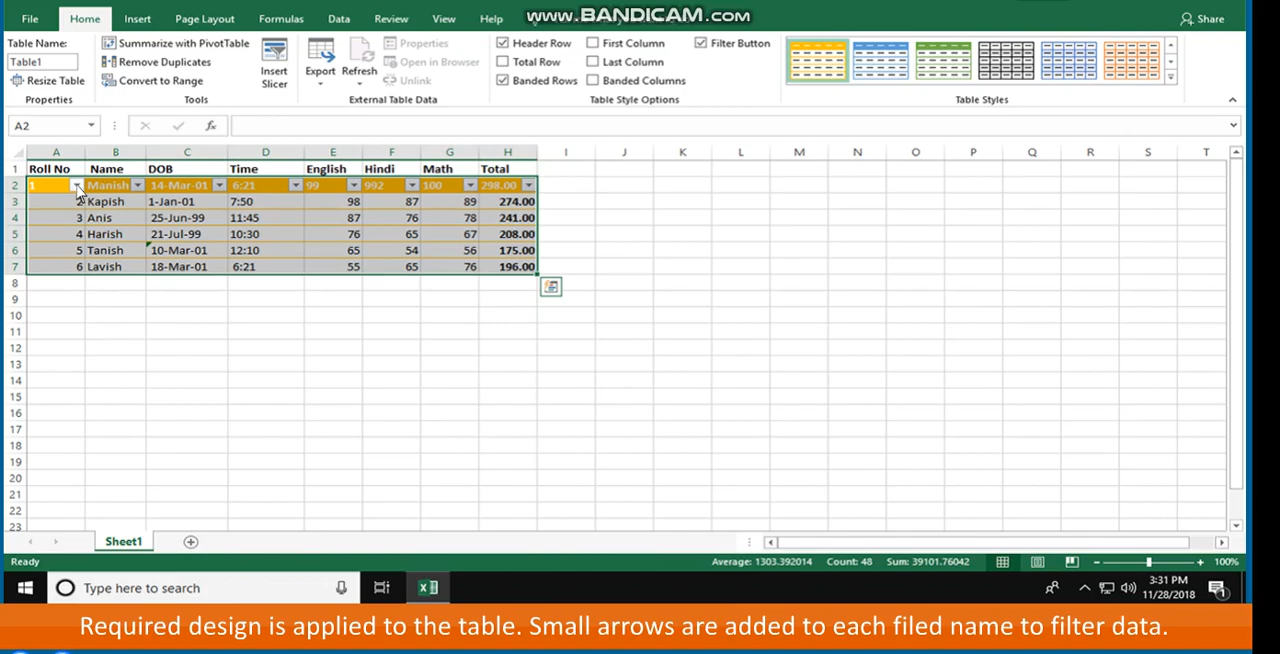 File Home Insert Page Layout Formulas Data Review View Help www.BANDICAM.com Share
Table Name:
Table1
Resize Table
Properties
Summarize with PivotTable
Remove Duplicates
Convert to Range
Tools
Insert
Slicer
Export Refresh
Properties
Open in Browser
Unlink
External Table Data
Header Row First Column Filter Button
Total Row Last Column
Banded Rows Banded Columns
Table Style Options
Table Styles
A2 fx
A B C D E F G H I J K L M N O P Q R S T
1 Roll No Name DOB Time English Hindi Math Total
2 1 Manish 14-Mar-01 6:21 99 992 100 298.00
3 2 Kapish 1-Jan-01 7:50 98 87 89 274.00
4 3 Anis 25-Jun-99 11:45 87 76 78 241.00
5 4 Harish 21-Jul-99 10:30 76 65 67 208.00
6 5 Tanish 10-Mar-01 12:10 65 54 56 175.00
7 6 Lavish 18-Mar-01 6:21 55 65 76 196.00
8
9
10
11
12
13
14
15
16
17
18
19
20
21
22
23
Sheet1
Ready Average: 1303.392014 Count: 48 Sum: 39101.76042 100%
Type here to search 3:31 PM
11/28/2018 1
Required design is applied to the table. Small arrows are added to each filed name to filter data.